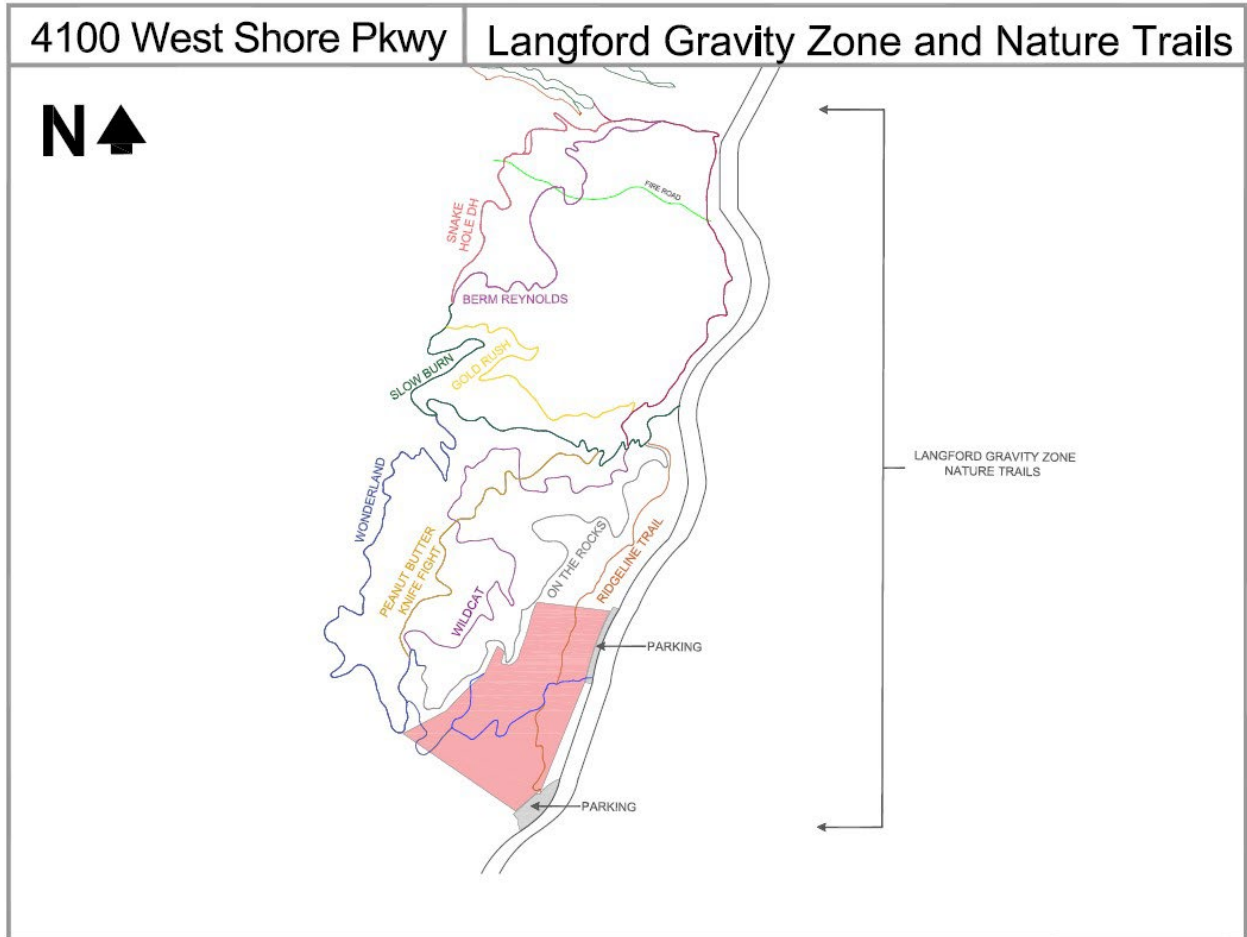 4100 West Shore Pkwy
Langford Gravity Zone and Nature Trails
N
FIRE ROAD
SNAKE
HOLE DH
BERM REYNOLDS
SLOW BURN
GOLD RUSH
LANGFORD GRAVITY ZONE
NATURE TRAILS
WONDERLAND
PEANUT BUTTER
KNIFE FIGHT
ON THE ROCKS
RIDGELINE TRAIL
WILDCAT
PARKING
PARKING